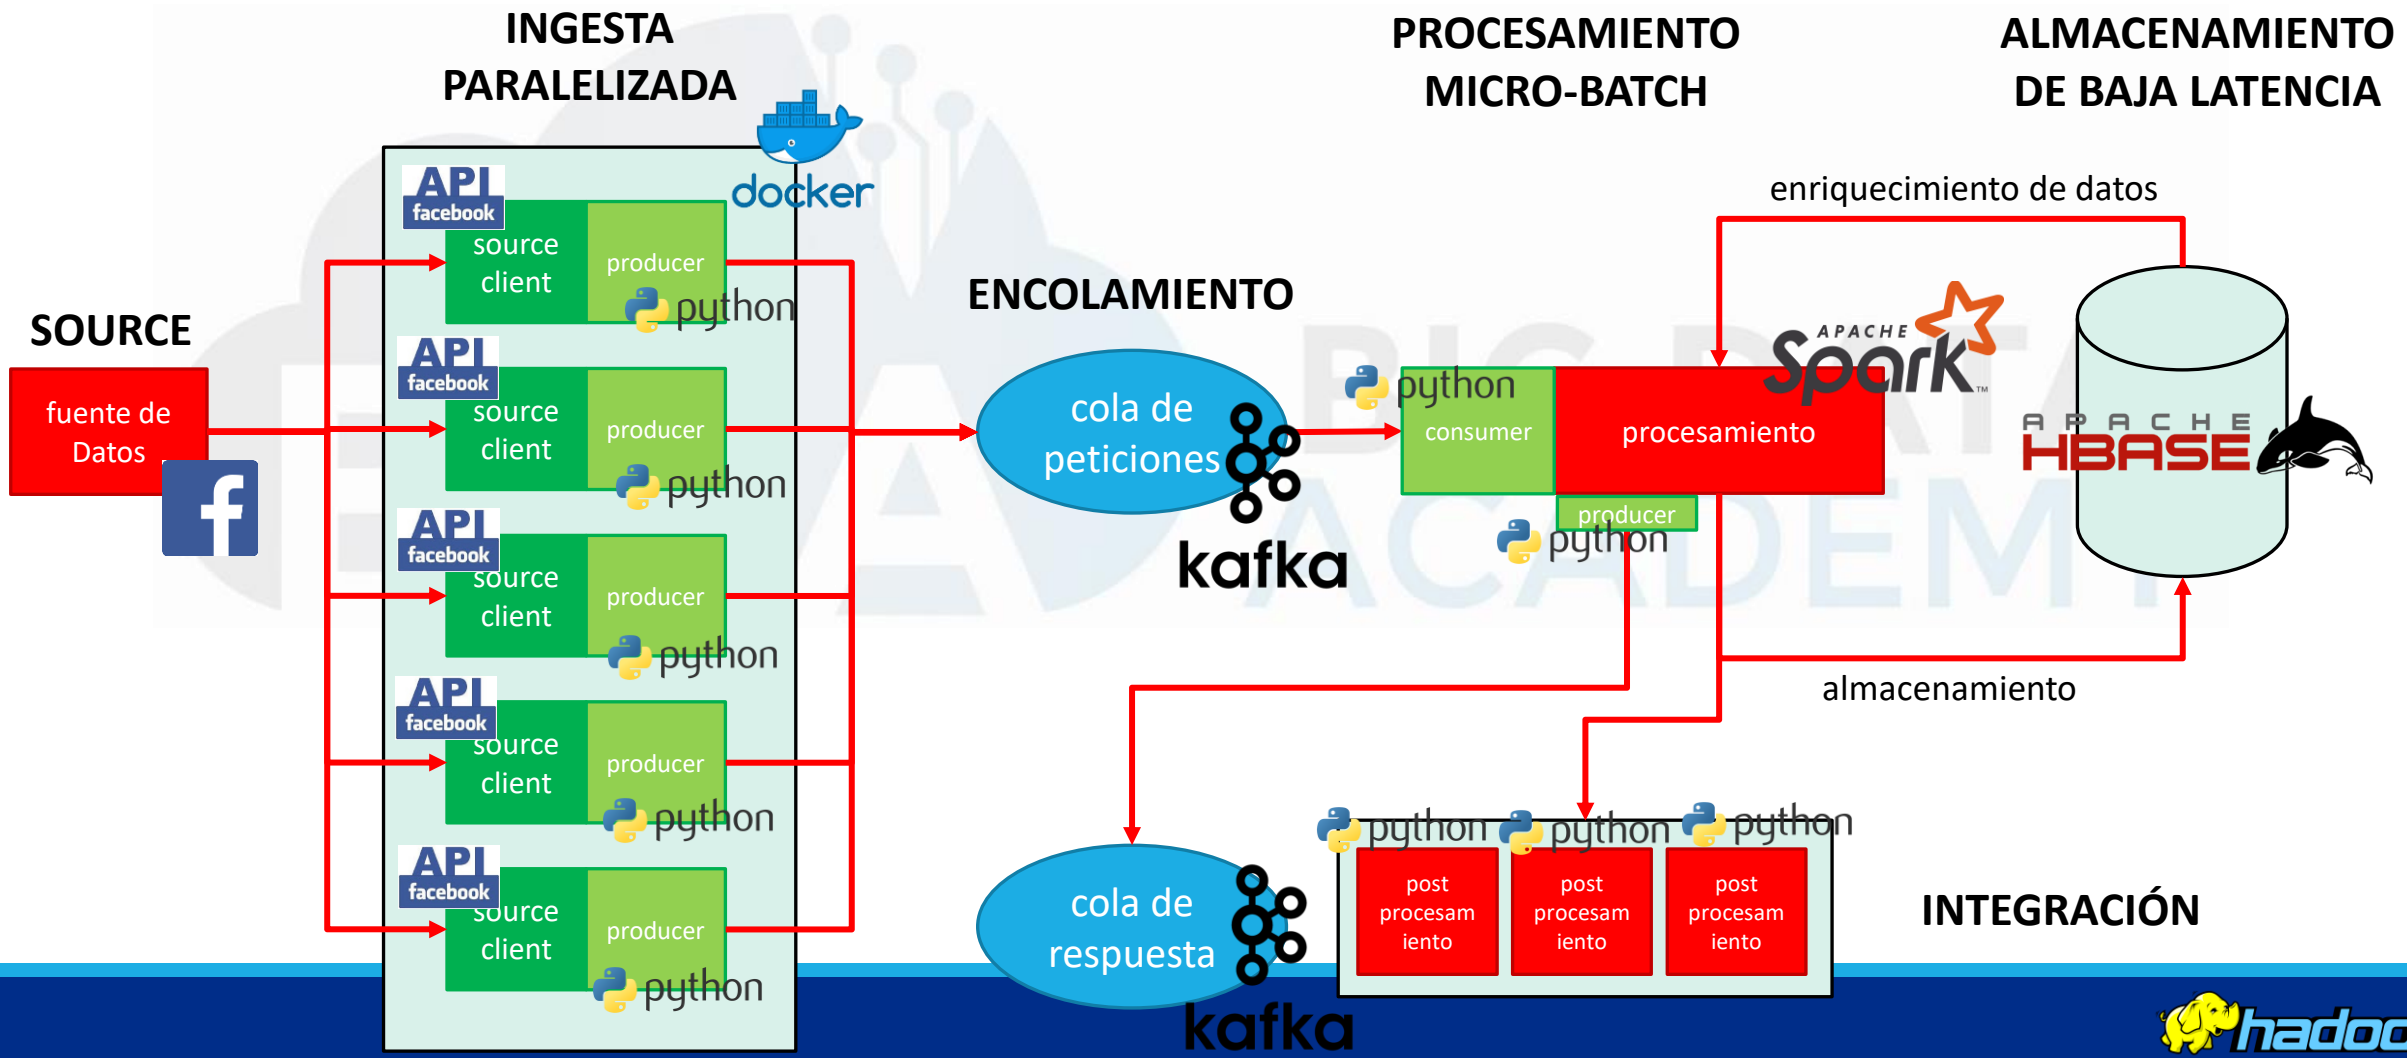 INGESTA
PARALELIZADA
PROCESAMIENTO
MICRO-BATCH
ALMACENAMIENTO
DE BAJA LATENCIA
docker
API
facebook
source
client
producer
python
API
facebook
source
client
producer
python
API
facebook
source
client
producer
python
API
facebook
source
client
producer
python
API
facebook
source
client
producer
python
SOURCE
fuente de
Datos
f
ENCOLAMIENTO
cola de
peticiones
kafka
enriquecimiento de datos
python
consumer
APACHE
Spark
TM
procesamiento
producer
python
APACHE
HBASE
almacenamiento
cola de
respuesta
kafka
python
python
python
post
procesam
iento
post
procesam
iento
post
procesam
iento
INTEGRACIÓN
BIG DATA
ACADEMY
hadoo